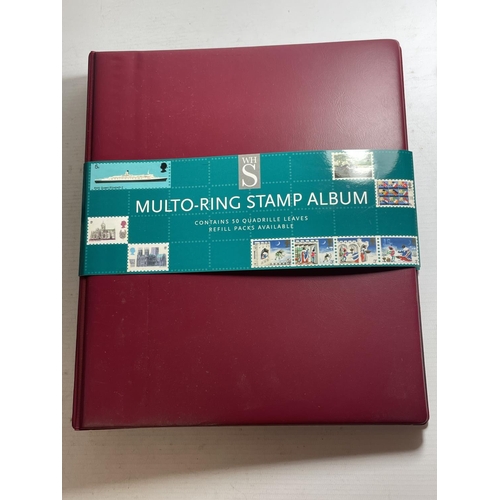 WH
S
MULTO-RING STAMP ALBUM
CONTAINS 50 QUADRILLE LEAVES
REFILL PACKS AVAILABLE